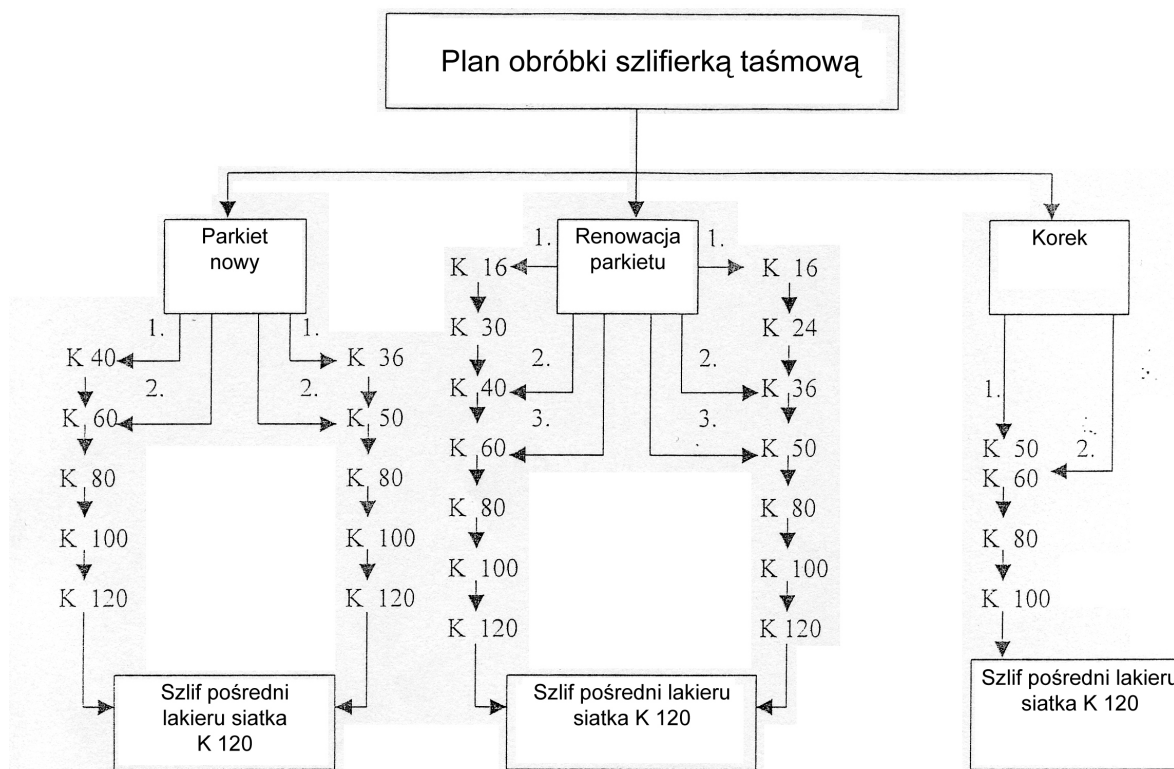 Plan obróbki szlifierką taśmową
Parkiet
nowy
1.
1.
K 40
K 36
2.
2.
K 60
K 50
K 80
K 80
K 100
K 100
K 120
K 120
Szlif pośredni
lakieru siatka
K 120
Renowacja
parkietu
1.
1.
K 16
K 16
K 30
K 24
2.
2.
K 40
K 36
3.
3.
K 60
K 50
K 80
K 80
K 100
K 100
K 120
K 120
Szlif pośredni lakieru
siatka K 120
Korek
1.
K 50
2.
K 60
K 80
K 100
Szlif pośredni lakieru
siatka K 120